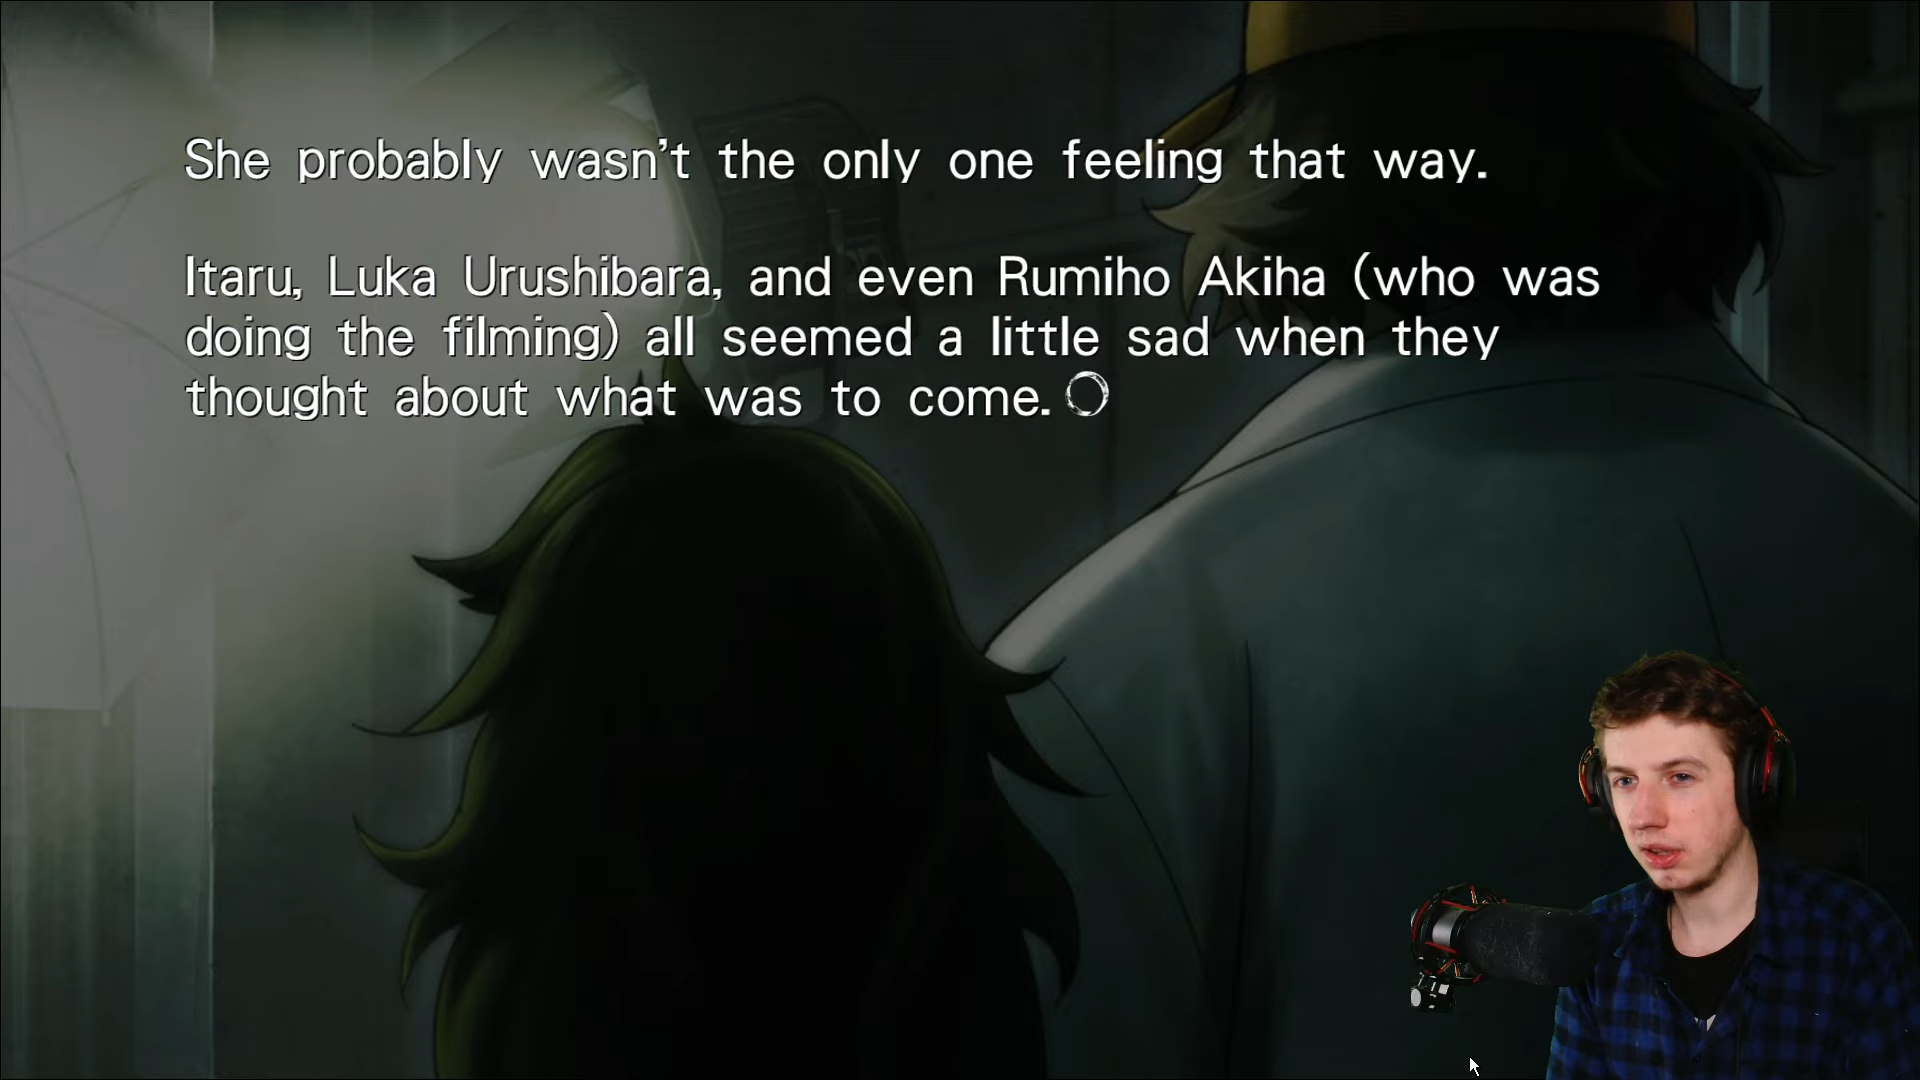 She probably wasn't the only one feeling that way.
Itaru, Luka Urushibara, and even Rumiho Akiha (who was
doing the filming) all seemed a little sad when they
thought about what was to come.